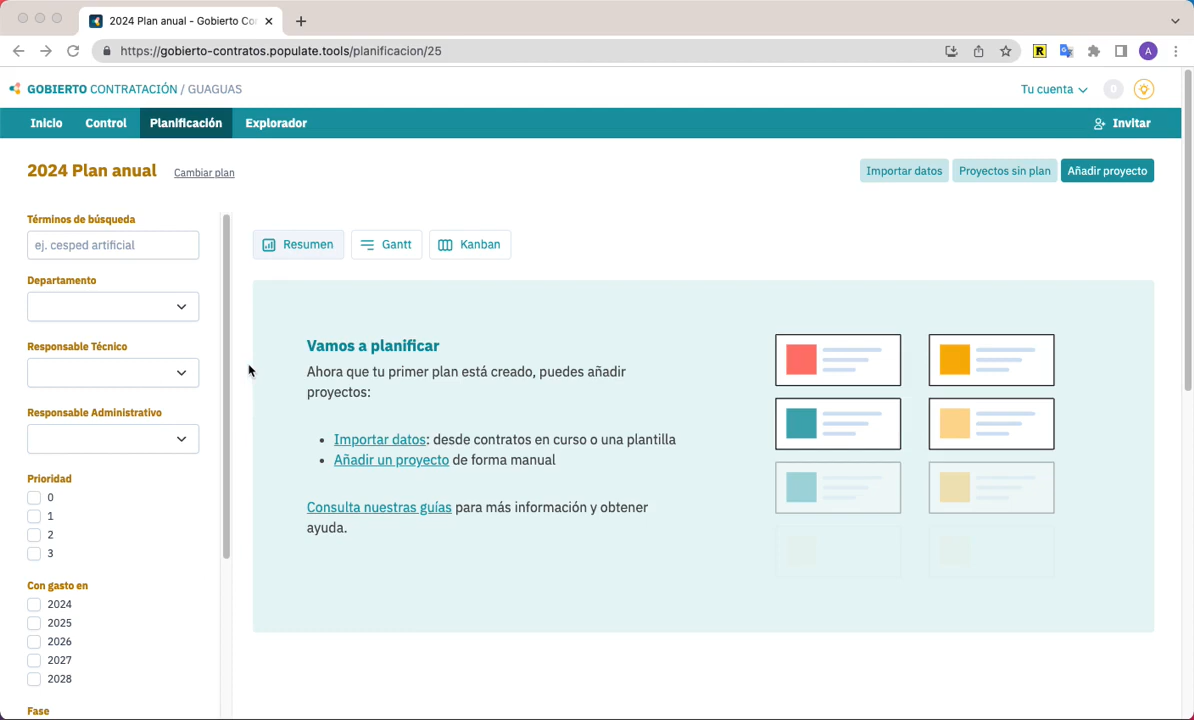 2024 Plan anual - Gobierto Co
https://gobierto-contratos.populate.tools/planificacion/25
R
A
GOBIERTO CONTRATACIÓN / GUAGUAS
Tu cuenta
0
Inicio
Control
Planificación
Explorador
Invitar
2024 Plan anual
Cambiar plan
Importar datos
Proyectos sin plan
Añadir proyecto
Términos de búsqueda
ej. cesped artificial
Departamento
Responsable Técnico
Responsable Administrativo
Prioridad
0
1
2
3
Con gasto en
2024
2025
2026
2027
2028
Fase
Resumen
Gantt
Kanban
Vamos a planificar
Ahora que tu primer plan está creado, puedes añadir
proyectos:
• Importar datos: desde contratos en curso o una plantilla
• Añadir un proyecto de forma manual
Consulta nuestras guías para más información y obtener
ayuda.